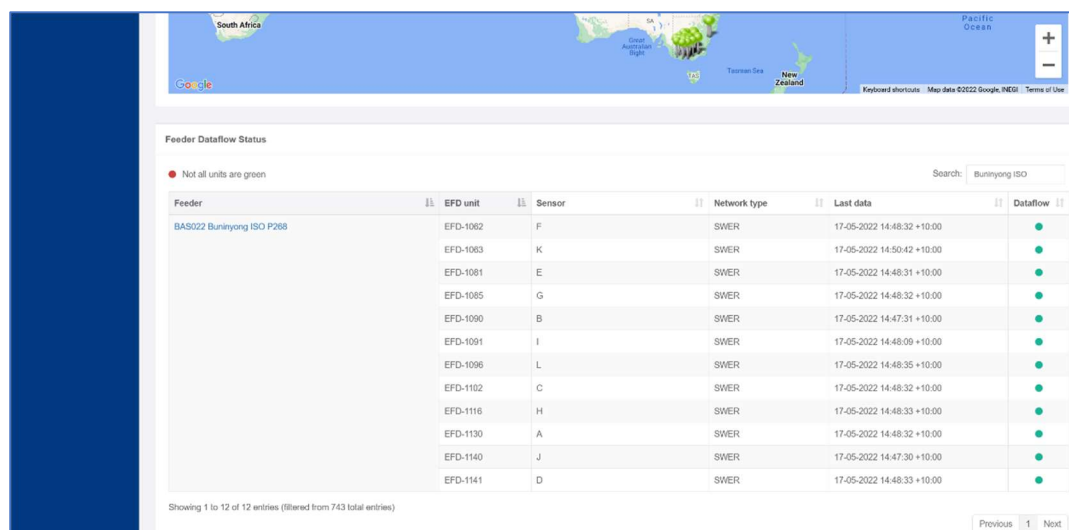 South Africa
SA
Great
Australian
Bight
TAS
Tasman Sea
New
Zealand
Pacific
Ocean
+
−
Google
Keyboard shortcuts Map data ©2022 Google, INEGI Terms of Use
Feeder Dataflow Status
Not all units are green
Search: Buninyong ISO
Feeder EFD unit Sensor Network type Last data Dataflow
BAS022 Buninyong ISO P268 EFD-1062 F SWER 17-05-2022 14:48:32 +10:00
EFD-1063 K SWER 17-05-2022 14:50:42 +10:00
EFD-1081 E SWER 17-05-2022 14:48:31 +10:00
EFD-1085 G SWER 17-05-2022 14:48:32 +10:00
EFD-1090 B SWER 17-05-2022 14:47:31 +10:00
EFD-1091 I SWER 17-05-2022 14:48:09 +10:00
EFD-1096 L SWER 17-05-2022 14:48:35 +10:00
EFD-1102 C SWER 17-05-2022 14:48:32 +10:00
EFD-1116 H SWER 17-05-2022 14:48:33 +10:00
EFD-1130 A SWER 17-05-2022 14:48:32 +10:00
EFD-1140 J SWER 17-05-2022 14:47:30 +10:00
EFD-1141 D SWER 17-05-2022 14:48:33 +10:00
Showing 1 to 12 of 12 entries (filtered from 743 total entries)
Previous 1 Next